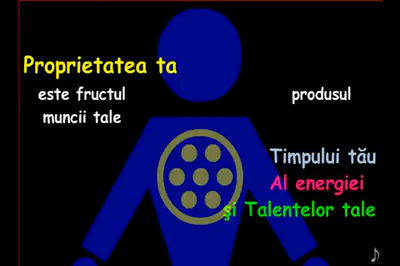 Proprietatea ta
este fructul
muncii tale
produsul
Timpului tău
Al energiei
şi Talentelor tale